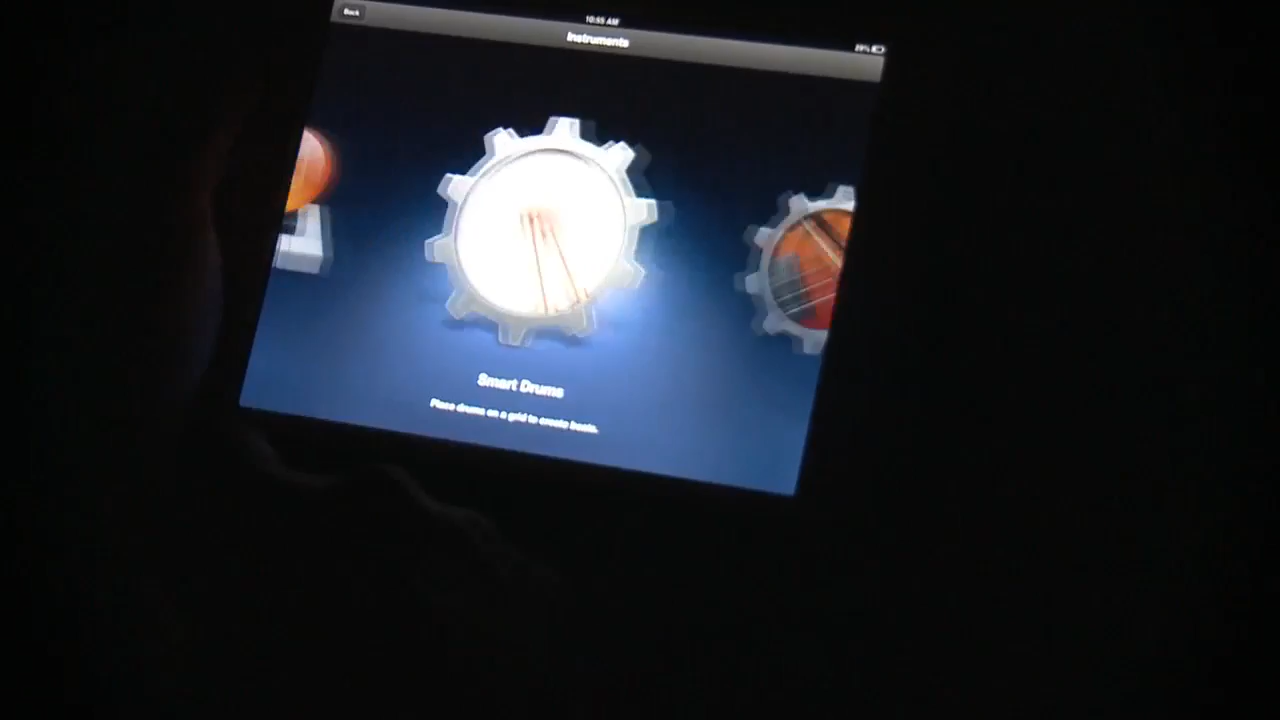 10:55 AM
Back
Instruments
Smart Drums
Place drums on a grid to create beats.